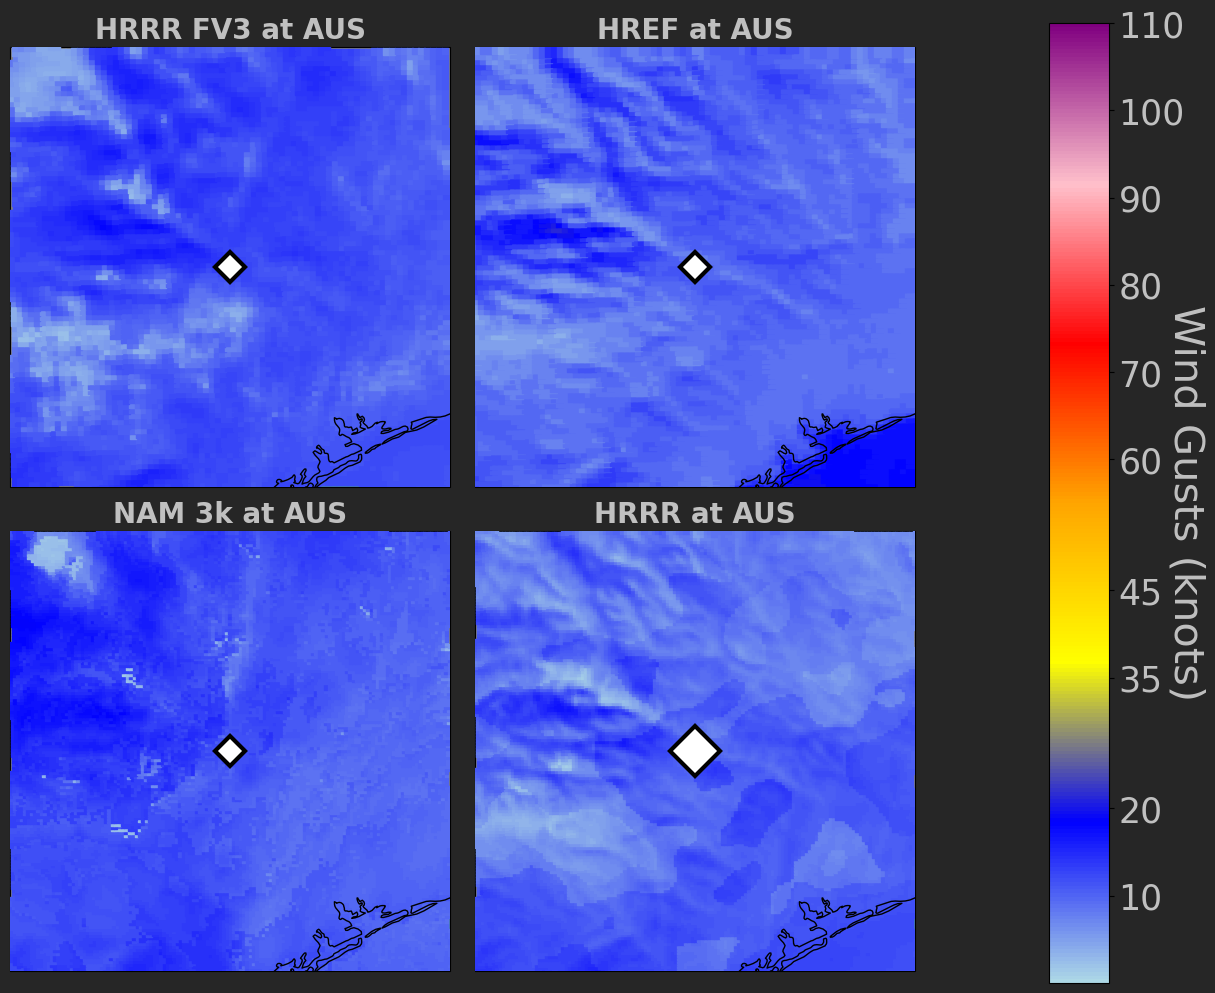 HRRR FV3 at AUS
HREF at AUS
NAM 3k at AUS
HRRR at AUS
110
100
90
80
70
60
45
35
20
10
Wind Gusts (knots)